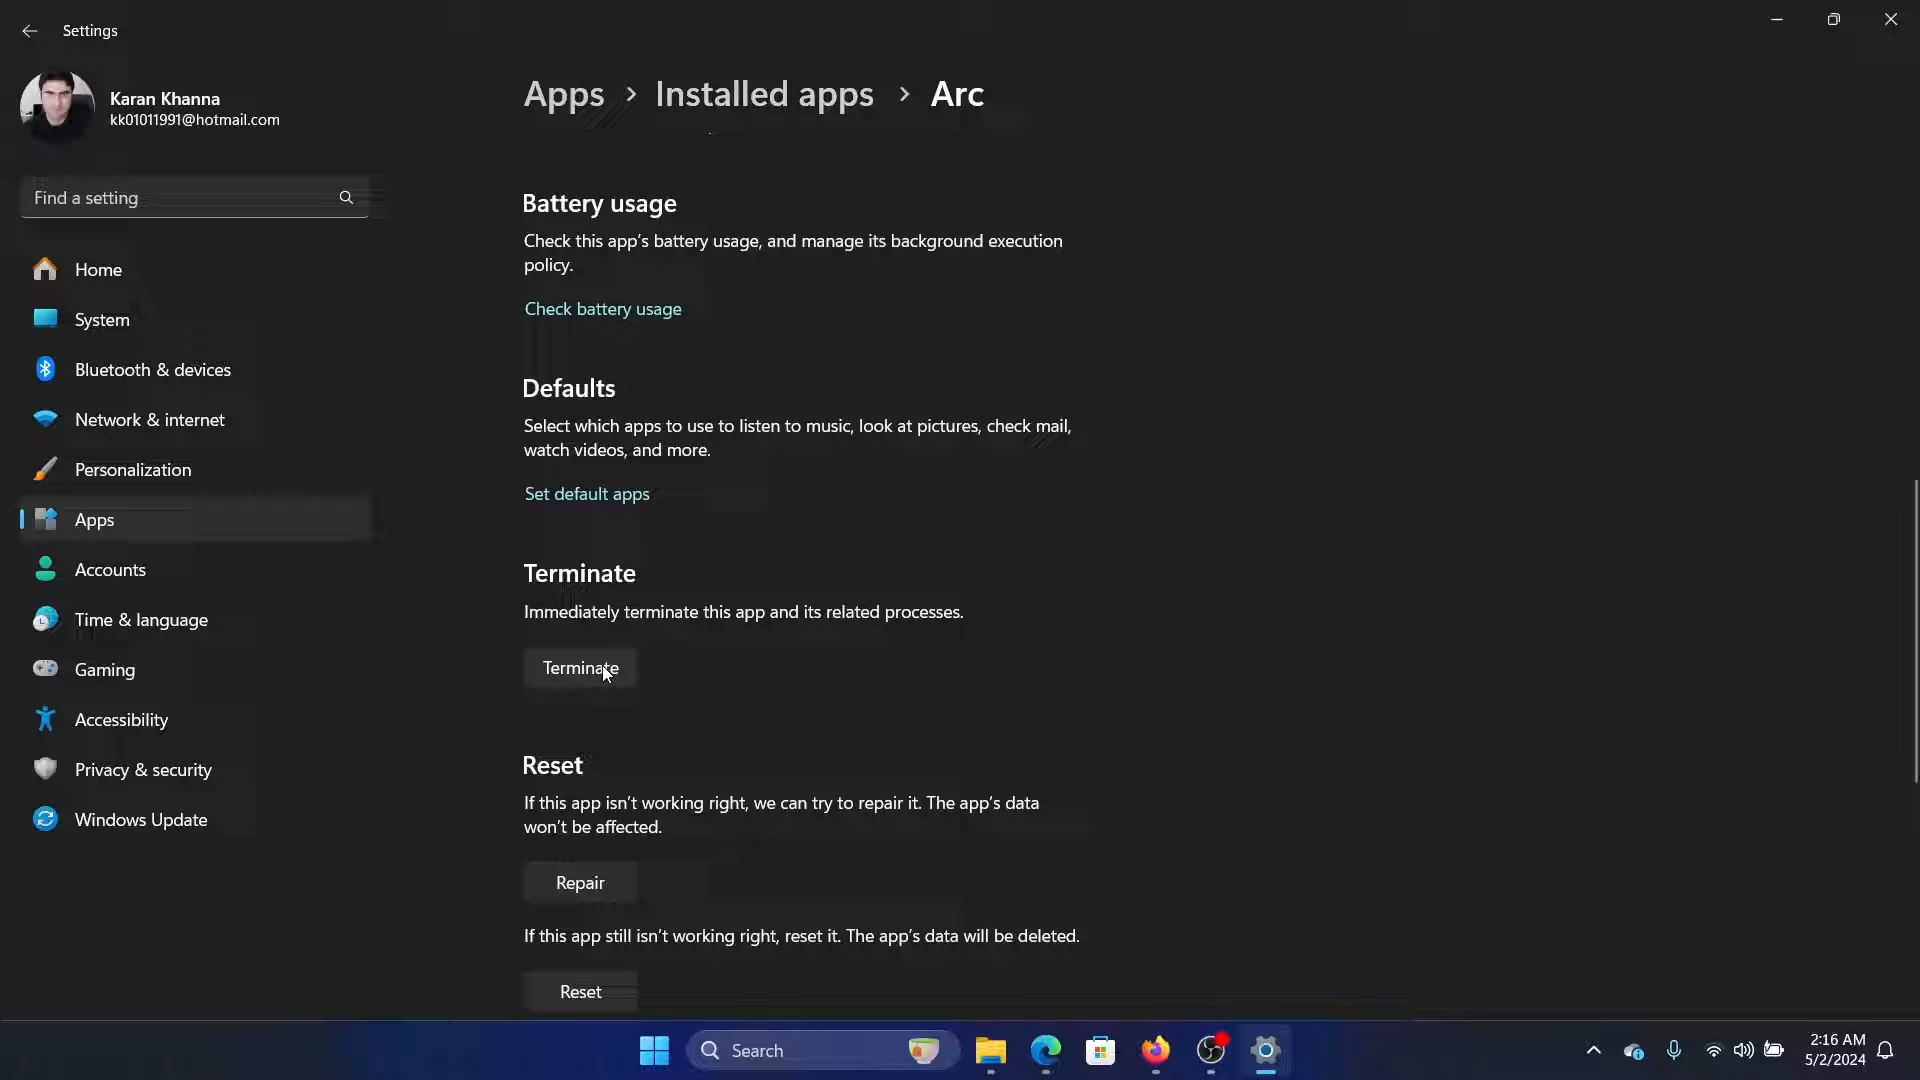 Settings
Karan Khanna
kk01011991@hotmail.com
Find a setting
Home
System
Bluetooth & devices
Network & internet
Personalization
Apps
Accounts
Time & language
Gaming
Accessibility
Privacy & security
Windows Update
Apps > Installed apps > Arc
Battery usage
Check this app's battery usage, and manage its background execution
policy.
Check battery usage
Defaults
Select which apps to use to listen to music, look at pictures, check mail,
watch videos, and more.
Set default apps
Terminate
Immediately terminate this app and its related processes.
Terminate
Reset
If this app isn't working right, we can try to repair it. The app's data
won't be affected.
Repair
If this app still isn't working right, reset it. The app's data will be deleted.
Reset
Search
2:16 AM
5/2/2024